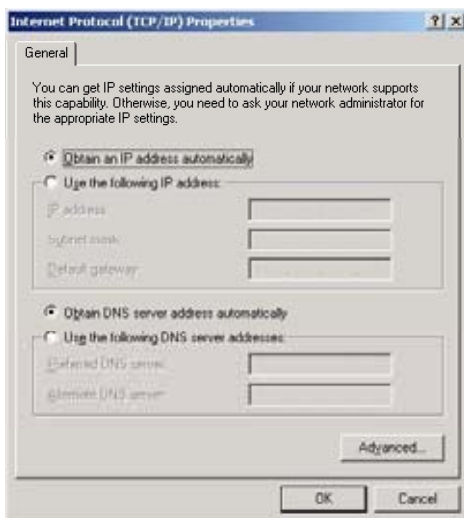 Internet Protocol (TCP/IP) Properties
General
You can get IP settings assigned automatically if your network supports
this capability. Otherwise, you need to ask your network administrator for
the appropriate IP settings.
Obtain an IP address automatically
Use the following IP address:
IP address:
Subnet mask:
Default gateway:
Obtain DNS server address automatically
Use the following DNS server addresses:
Preferred DNS server:
Alternate DNS server:
Advanced...
OK
Cancel